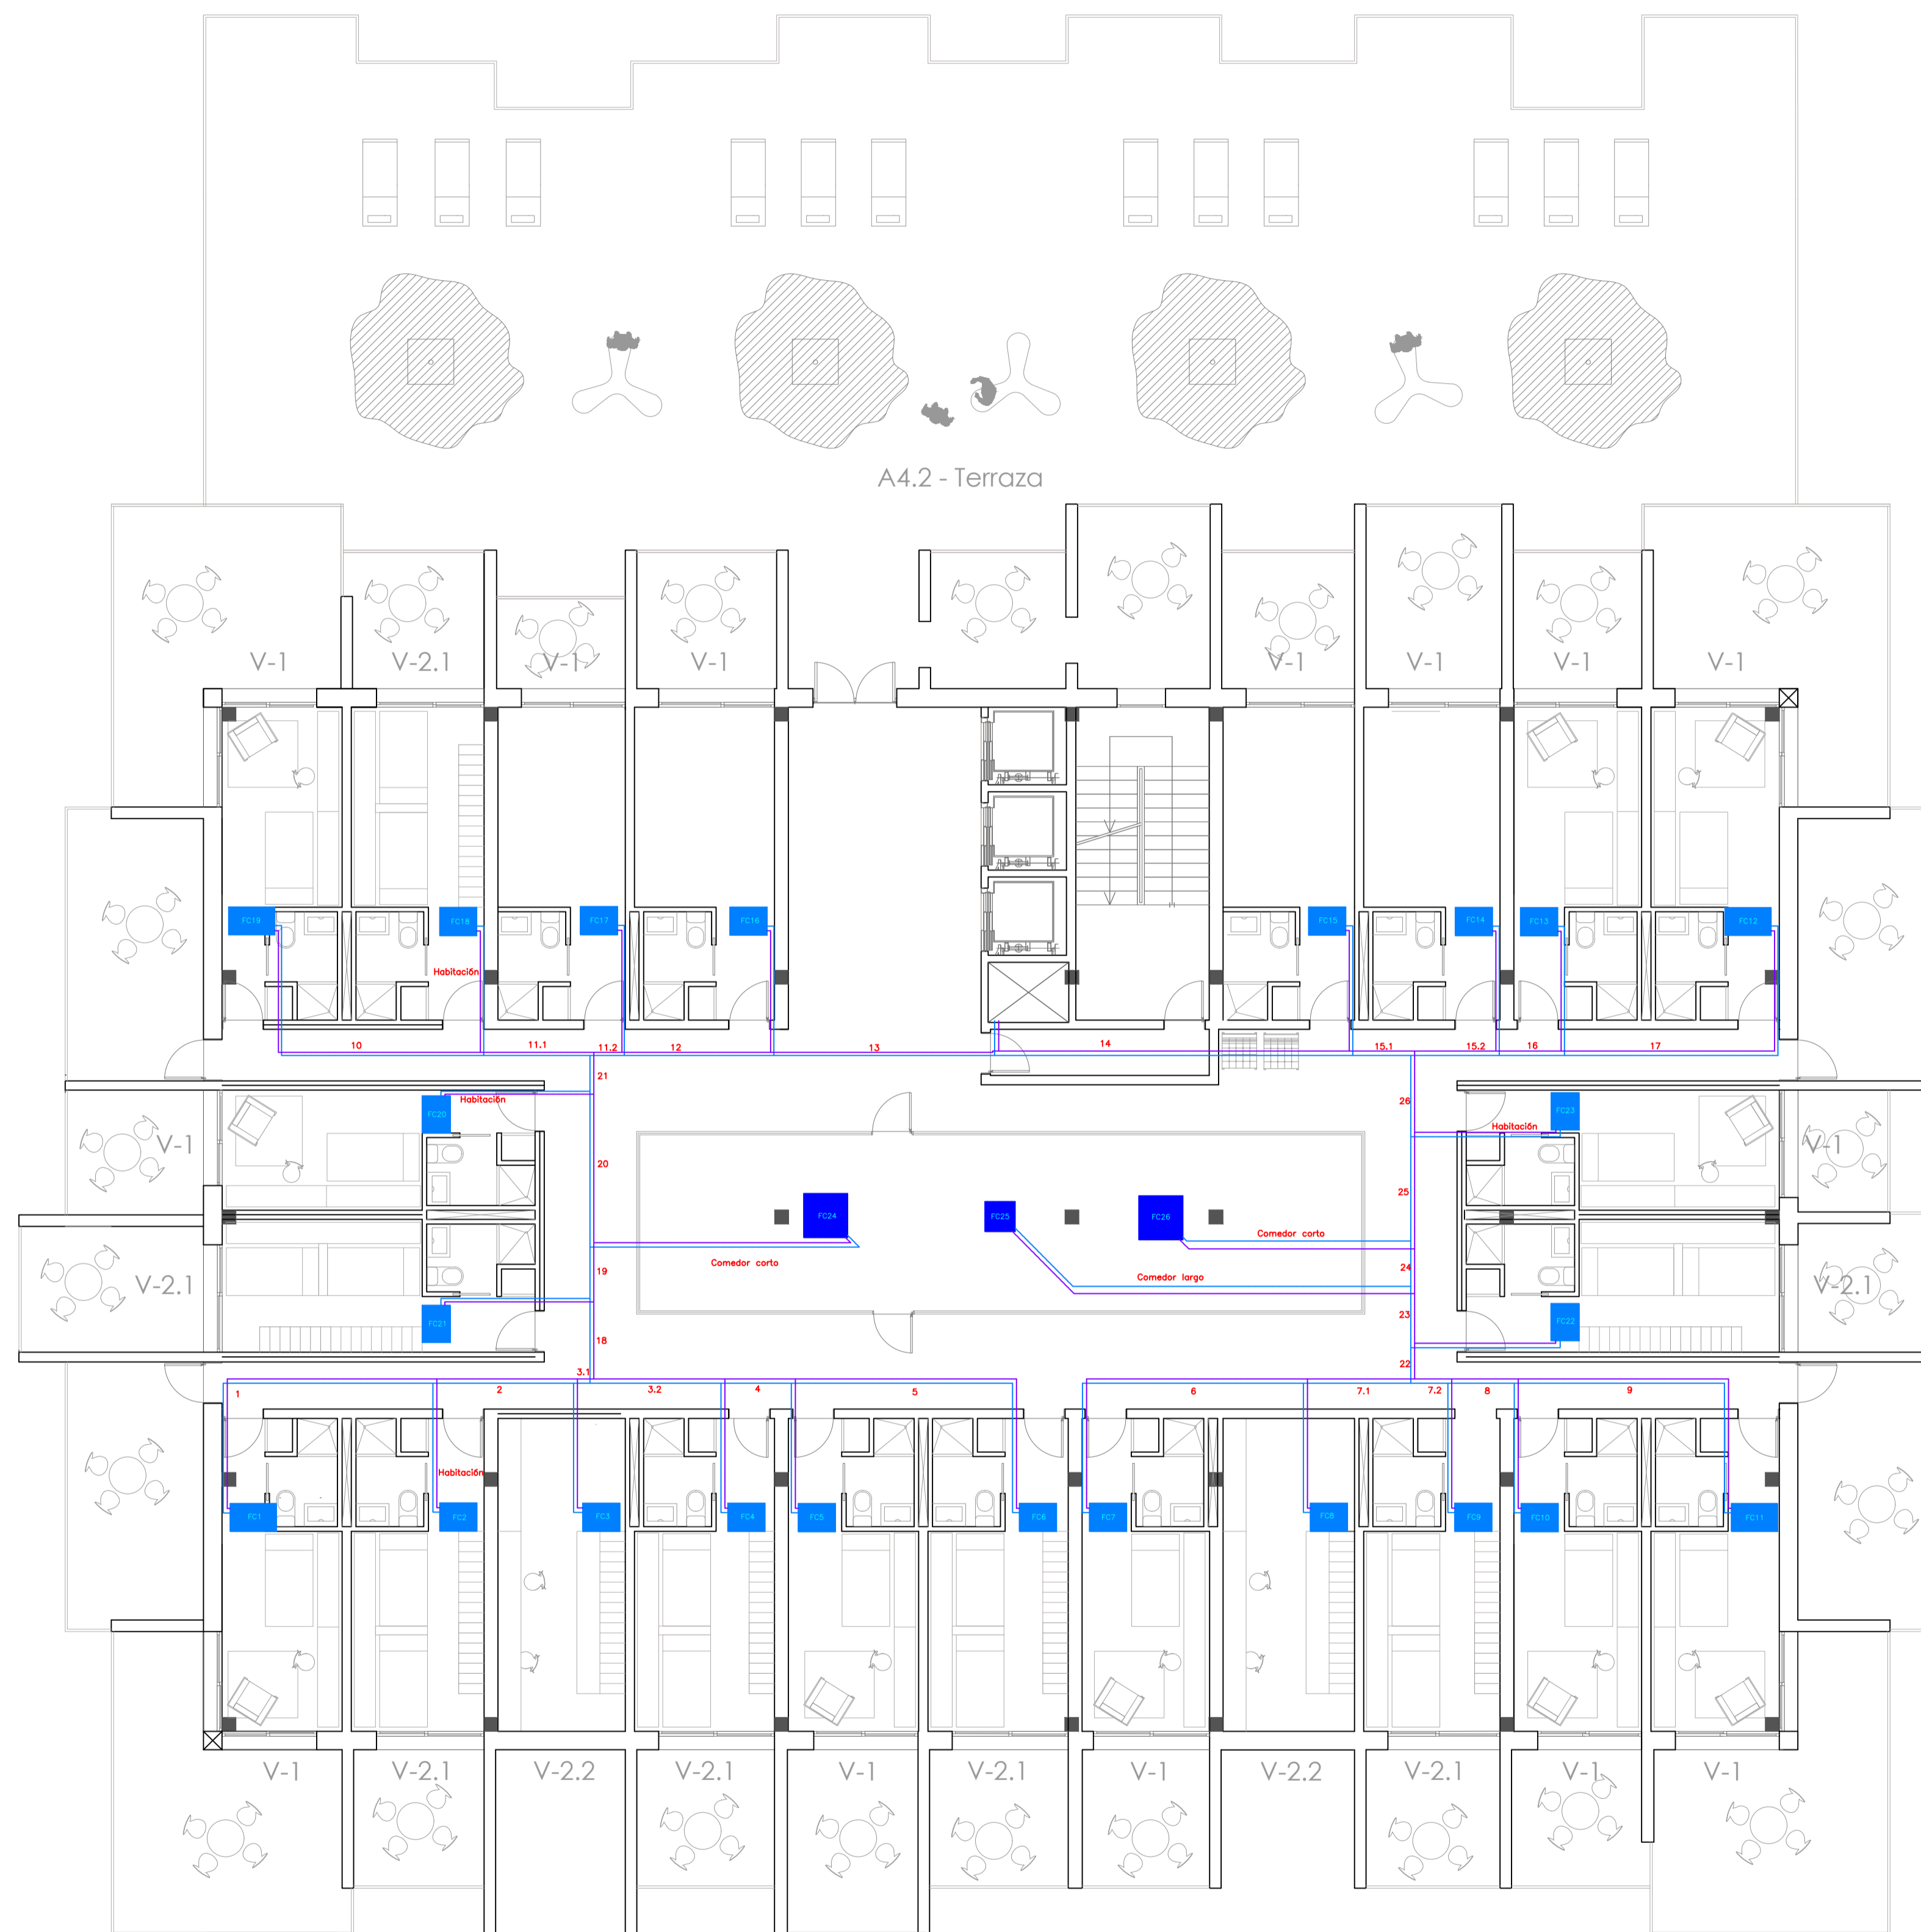 A4.2 - Terraza
V-1
V-2.1
V-1
V-1
V-1
V-1
V-1
V-1
FC19
FC18
FC17
FC16
FC15
FC14
FC13
FC12
Habitación
10
11.1
11.2
12
13
14
15.1
15.2
16
17
21
26
FC20
Habitación
FC23
Habitación
V-1
V-1
20
25
FC24
FC25
FC26
Comedor corto
Comedor corto
19
24
Comedor largo
V-2.1
V-2.1
FC21
FC22
23
18
22
3.1
1
2
3.2
4
5
6
7.1
7.2
8
9
Habitación
FC1
FC2
FC3
FC4
FC5
FC6
FC7
FC8
FC9
FC10
FC11
V-1
V-2.1
V-2.2
V-2.1
V-1
V-2.1
V-1
V-2.2
V-2.1
V-1
V-1